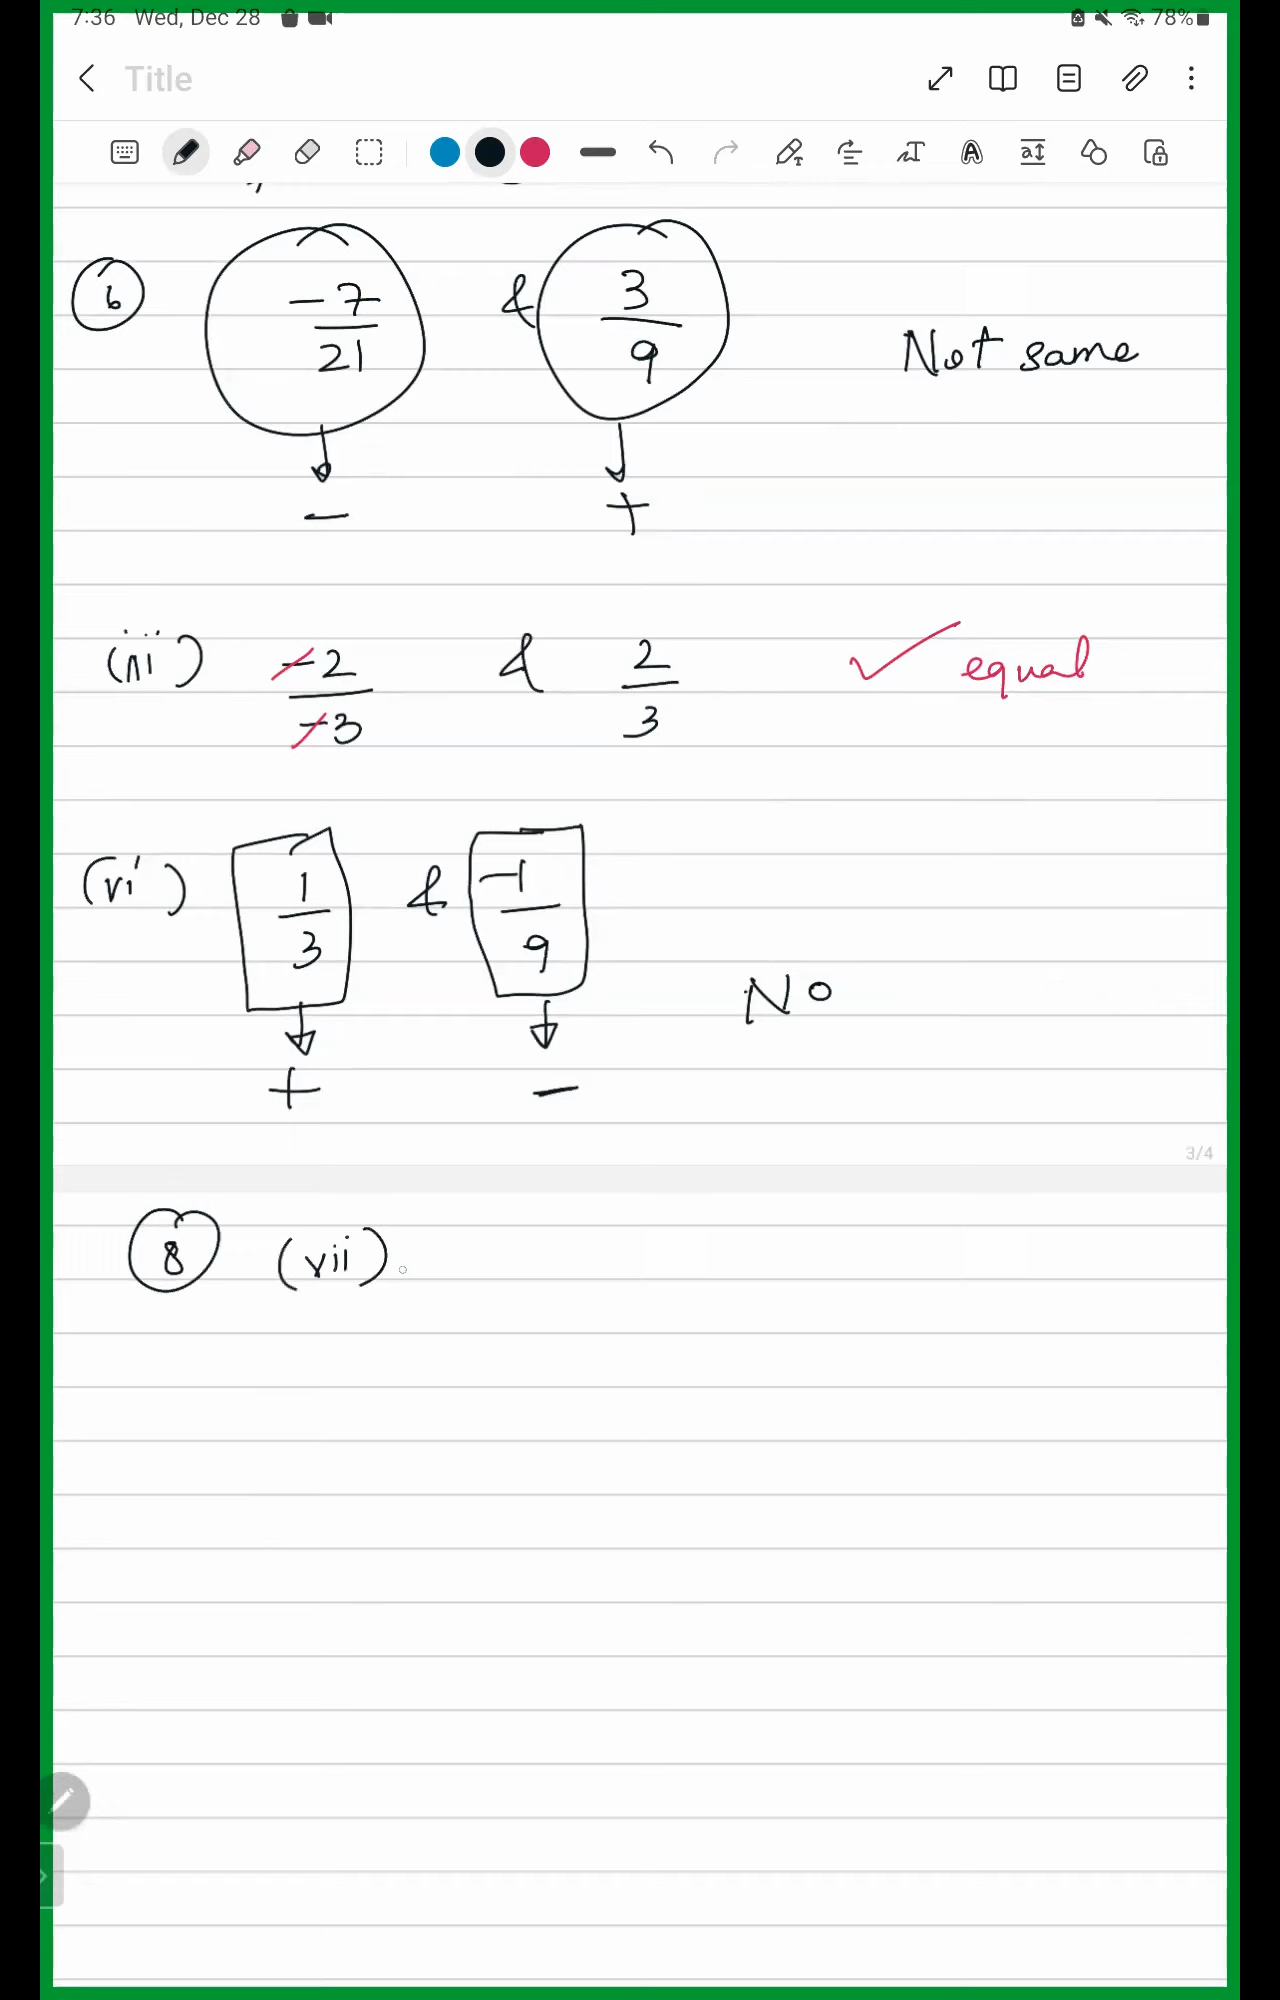 7:36 Wed, Dec 28 78%
Title
6 -7/21 & 3/9 Not same
- +
(iii) -2/-3 & 2/3 ✓ equal
(vi) 1/3 & -1/9 No
+ -
3/4
8 (vii)